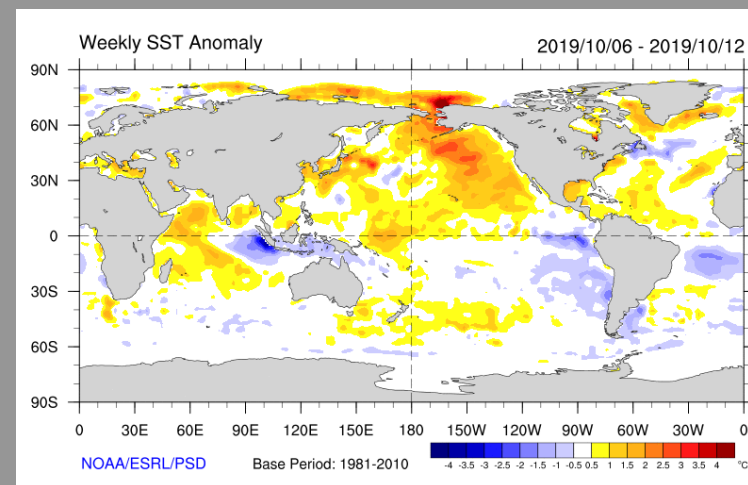 Weekly SST Anomaly 2019/10/06 - 2019/10/12
90N
60N
30N
0
30S
60S
90S
0 30E 60E 90E 120E 150E 180 150W 120W 90W 60W 30W 0
NOAA/ESRL/PSD Base Period: 1981-2010
-4 -3.5 -3 -2.5 -2 -1.5 -1 -0.5 0.5 1 1.5 2 2.5 3 3.5 4 °C